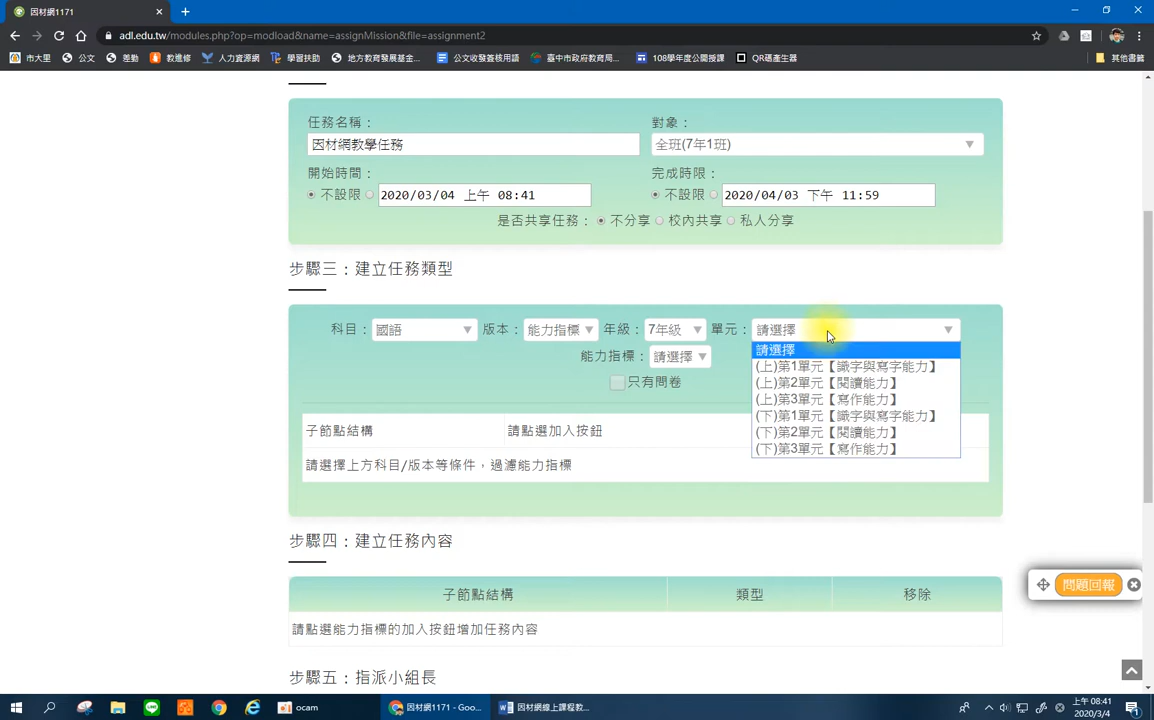 因材網1171
adl.edu.tw/modules.php?op=modload&name=assignMission&file=assignment2
市大里 公文 差勤 教進修 人力資源網 學習扶助 地方教育發展基金... 公文收發簽核用語 臺中市政府教育局... 108學年度公開授課 QR碼產生器 其他書籤
任務名稱： 對象：
因材網教學任務 全班(7年1班)
開始時間： 完成時限：
不設限 2020/03/04 上午 08:41 不設限 2020/04/03 下午 11:59
是否共享任務： 不分享 校內共享 私人分享
步驟三：建立任務類型
科目： 國語 版本： 能力指標 年級： 7年級 單元： 請選擇
請選擇
能力指標： 請選擇
(上)第1單元【識字與寫字能力】
只有問卷
(上)第2單元【閱讀能力】
(上)第3單元【寫作能力】
(下)第1單元【識字與寫字能力】
子節點結構 請點選加入按鈕
(下)第2單元【閱讀能力】
(下)第3單元【寫作能力】
請選擇上方科目/版本等條件，過濾能力指標
步驟四：建立任務內容
問題回報
子節點結構 類型 移除
請點選能力指標的加入按鈕增加任務內容
步驟五：指派小組長
ocam 因材網1171 - Goo... 因材網線上課程教... 上午 08:41
2020/3/4